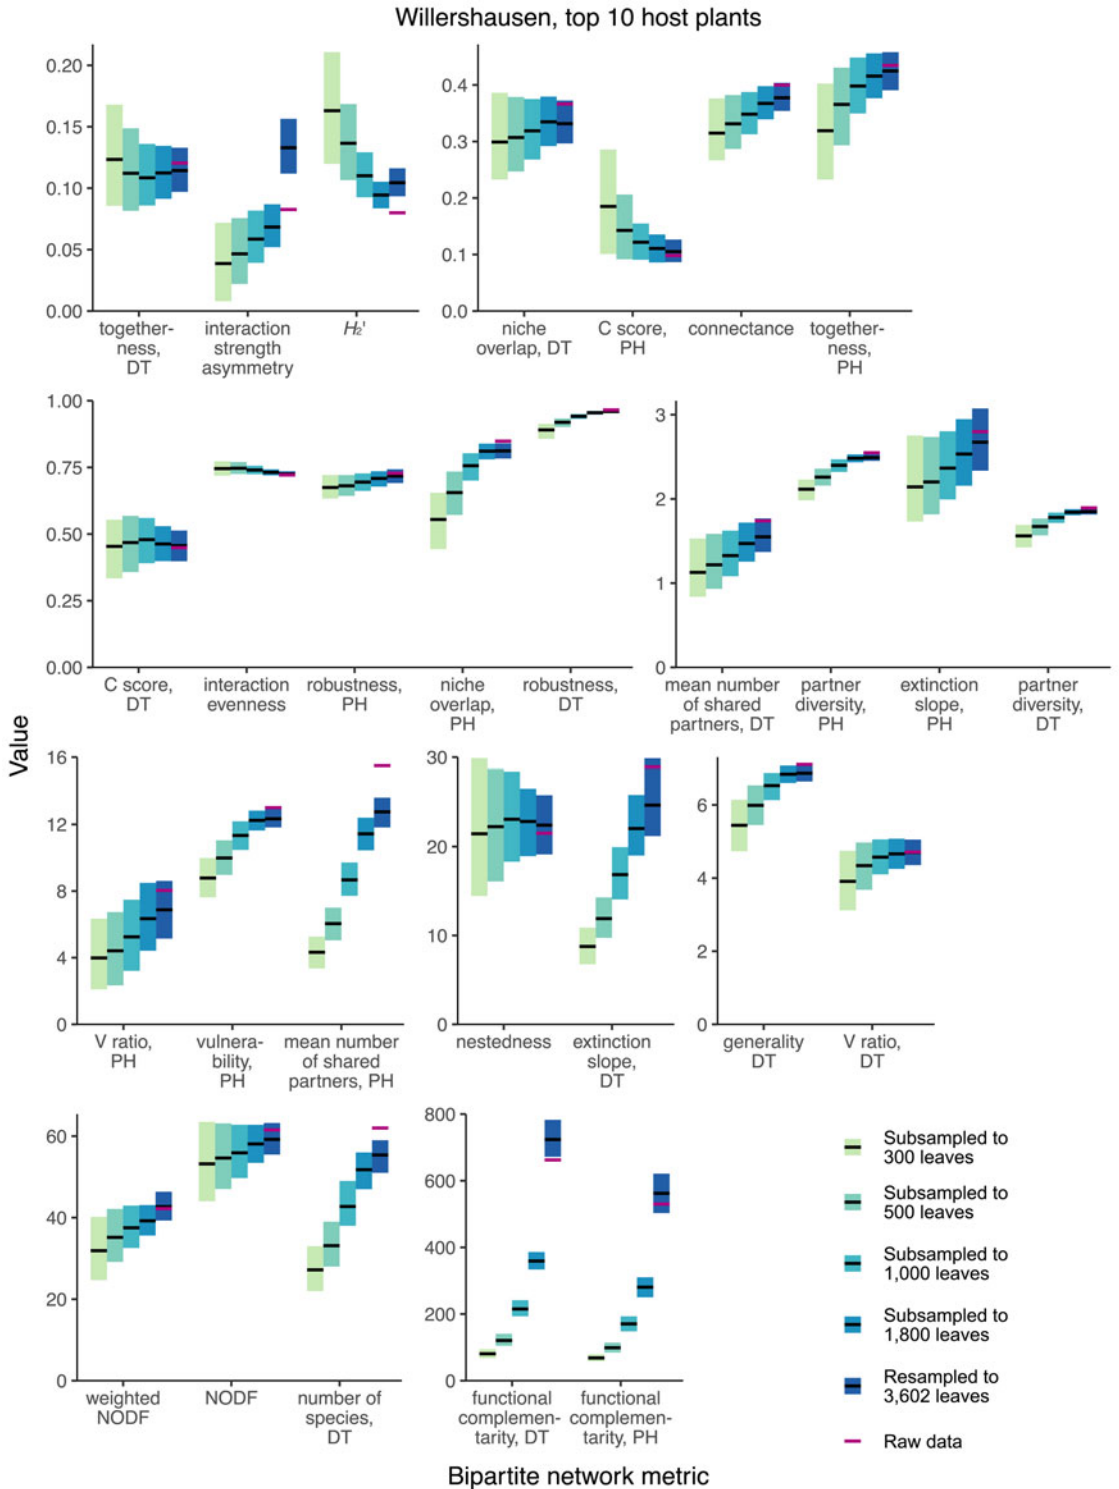 Willershausen, top 10 host plants
0.20
0.15
0.10
0.05
0.00
together-
ness,
DT
interaction
strength
asymmetry
H₂'
0.4
0.3
0.2
0.1
0.0
niche
overlap, DT
C score,
PH
connectance
together-
ness,
PH
1.00
0.75
0.50
0.25
0.00
C score,
DT
interaction
evenness
robustness,
PH
niche
overlap,
PH
robustness,
DT
3
2
1
0
mean number
of shared
partners, DT
partner
diversity,
PH
extinction
slope,
PH
partner
diversity,
DT
Value
16
12
8
4
0
V ratio,
PH
vulnera-
bility,
PH
mean number
of shared
partners, PH
30
20
10
0
nestedness
extinction
slope,
DT
6
4
2
0
generality
DT
V ratio,
DT
60
40
20
0
weighted
NODF
NODF
number of
species,
DT
800
600
400
200
0
functional
complemen-
tarity, DT
functional
complemen-
tarity, PH
Subsampled to
300 leaves
Subsampled to
500 leaves
Subsampled to
1,000 leaves
Subsampled to
1,800 leaves
Resampled to
3,602 leaves
Raw data
Bipartite network metric